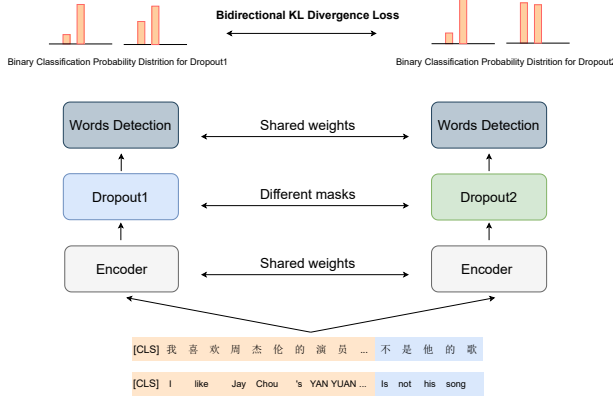 Bidirectional KL Divergence Loss
Binary Classification Probability Distrition for Dropout1
Binary Classification Probability Distrition for Dropout2
Words Detection
Shared weights
Words Detection
Dropout1
Different masks
Dropout2
Encoder
Shared weights
Encoder
[CLS] 我 喜 欢 周 杰 伦 的 演 员 ... 不 是 他 的 歌
[CLS] I like Jay Chou 's YAN YUAN ... Is not his song